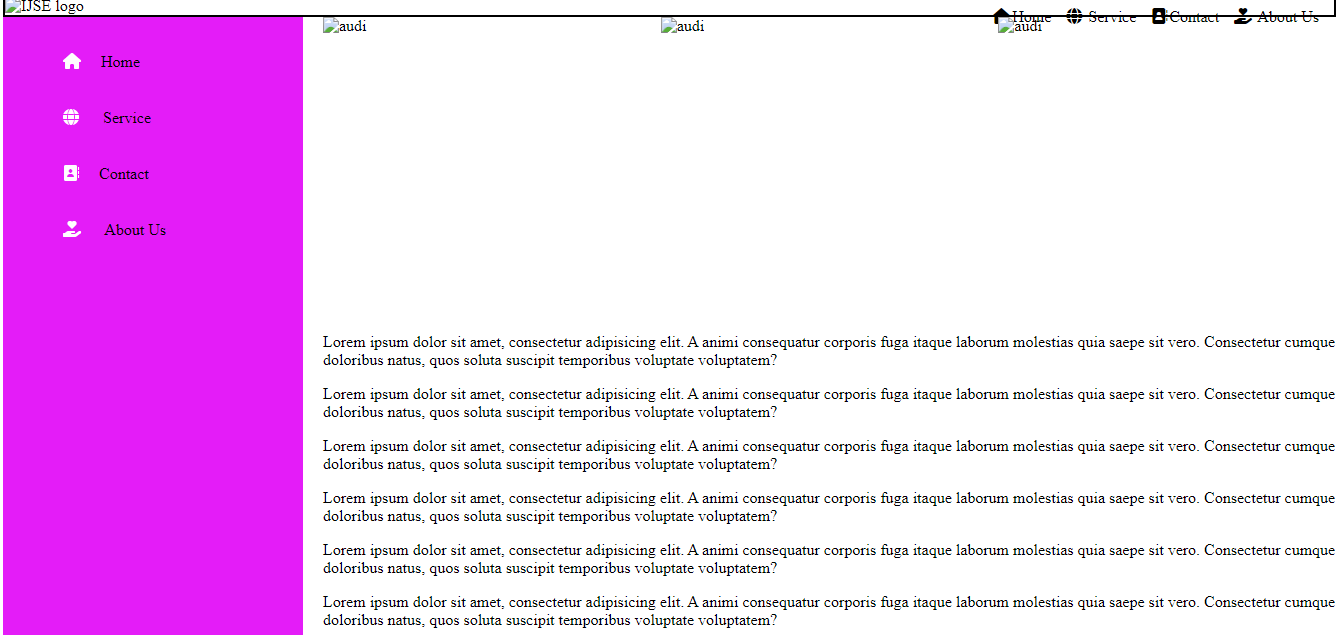 IJSE logo
Home Service Contact About Us
audi audi audi
Home
Service
Contact
About Us
Lorem ipsum dolor sit amet, consectetur adipisicing elit. A animi consequatur corporis fuga itaque laborum molestias quia saepe sit vero. Consectetur cumque
doloribus natus, quos soluta suscipit temporibus voluptate voluptatem?
Lorem ipsum dolor sit amet, consectetur adipisicing elit. A animi consequatur corporis fuga itaque laborum molestias quia saepe sit vero. Consectetur cumque
doloribus natus, quos soluta suscipit temporibus voluptate voluptatem?
Lorem ipsum dolor sit amet, consectetur adipisicing elit. A animi consequatur corporis fuga itaque laborum molestias quia saepe sit vero. Consectetur cumque
doloribus natus, quos soluta suscipit temporibus voluptate voluptatem?
Lorem ipsum dolor sit amet, consectetur adipisicing elit. A animi consequatur corporis fuga itaque laborum molestias quia saepe sit vero. Consectetur cumque
doloribus natus, quos soluta suscipit temporibus voluptate voluptatem?
Lorem ipsum dolor sit amet, consectetur adipisicing elit. A animi consequatur corporis fuga itaque laborum molestias quia saepe sit vero. Consectetur cumque
doloribus natus, quos soluta suscipit temporibus voluptate voluptatem?
Lorem ipsum dolor sit amet, consectetur adipisicing elit. A animi consequatur corporis fuga itaque laborum molestias quia saepe sit vero. Consectetur cumque
doloribus natus, quos soluta suscipit temporibus voluptate voluptatem?